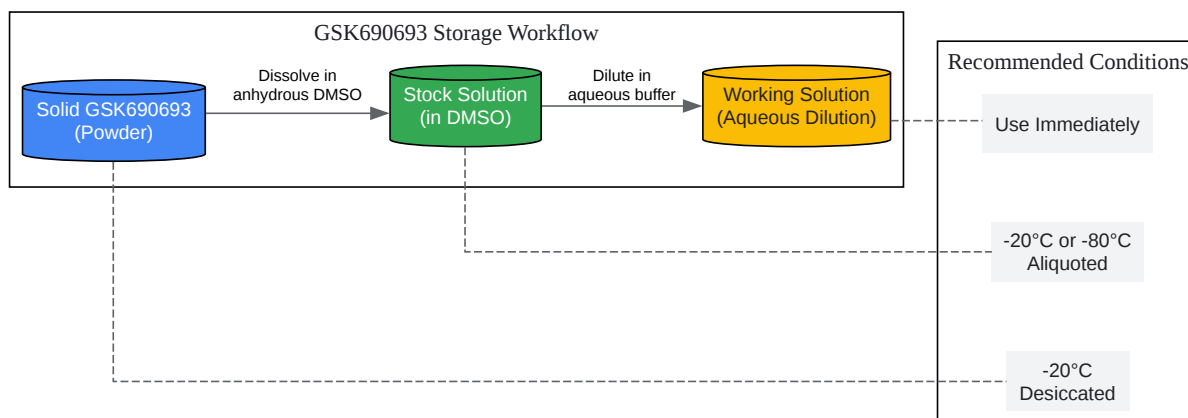 GSK690693 Storage Workflow
Recommended Conditions
Solid GSK690693
(Powder)
Dissolve in
anhydrous DMSO
Stock Solution
(in DMSO)
Dilute in
aqueous buffer
Working Solution
(Aqueous Dilution)
Use Immediately
-20°C or -80°C
Aliquoted
-20°C
Desiccated